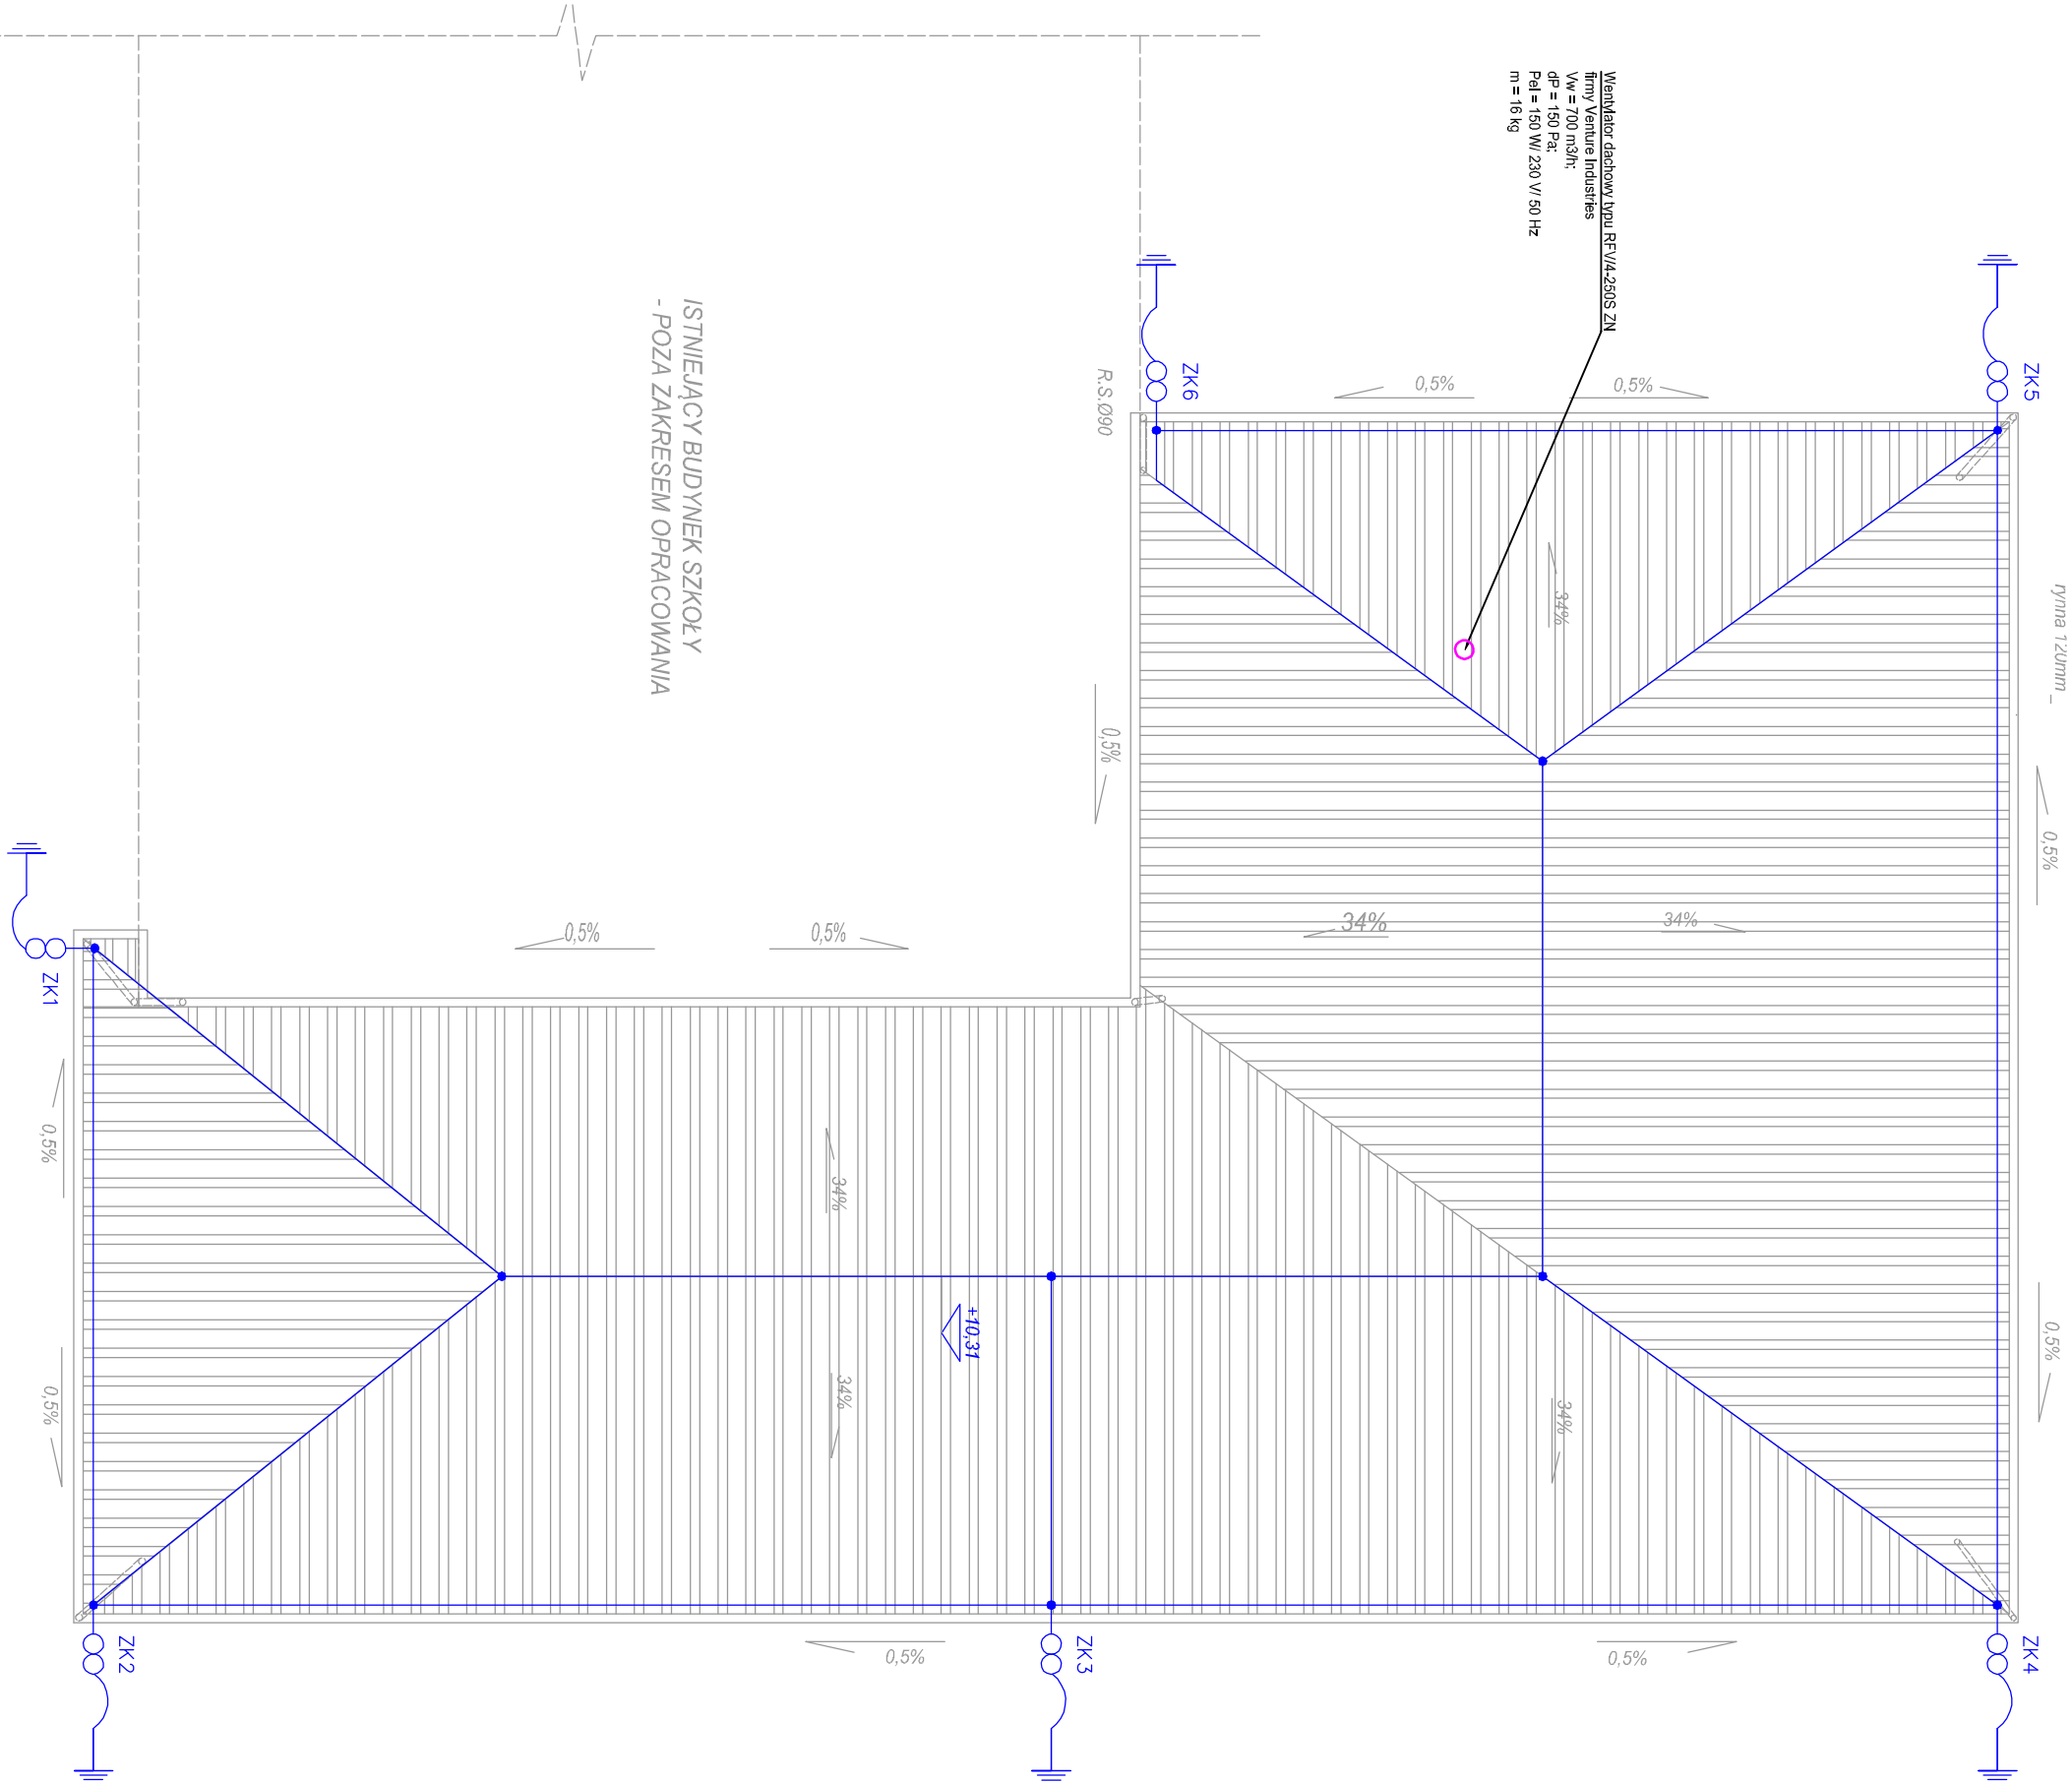 Wentylator dachowy typu RFV/4-250S ZN
firmy Venture Industries
Vw = 700 m3/h;
dP = 150 Pa;
Pel = 150 W/ 230 V/ 50 Hz
m = 16 kg
ZK5
ZK6
R.S.Ø90
0,5%
0,5%
rynna 120mm_
ISTNIEJĄCY BUDYNEK SZKOŁY
- POZA ZAKRESEM OPRACOWANIA
34%
0,5%
0,5%
34%
34%
0,5%
0,5%
ZK1
0,5%
34%
+10,31
0,5%
34%
34%
0,5%
ZK2
0,5%
ZK3
0,5%
ZK4